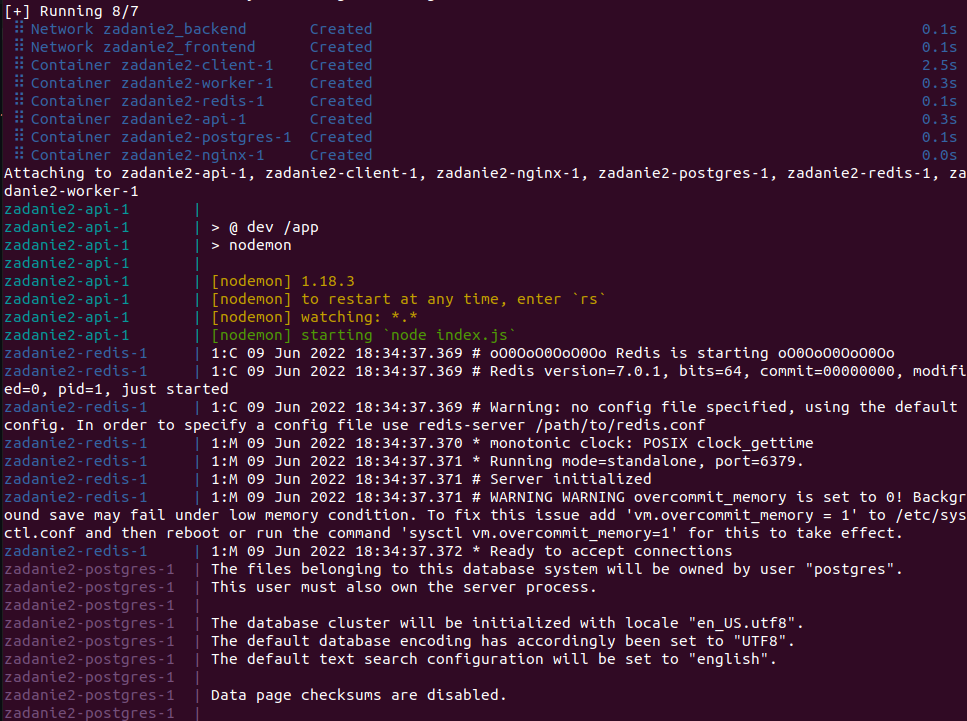 [+] Running 8/7
⠿ Network zadanie2_backend       Created       0.1s
⠿ Network zadanie2_frontend      Created       0.1s
⠿ Container zadanie2-client-1    Created       2.5s
⠿ Container zadanie2-worker-1    Created       0.3s
⠿ Container zadanie2-redis-1     Created       0.1s
⠿ Container zadanie2-api-1       Created       0.3s
⠿ Container zadanie2-postgres-1  Created       0.1s
⠿ Container zadanie2-nginx-1     Created       0.0s
Attaching to zadanie2-api-1, zadanie2-client-1, zadanie2-nginx-1, zadanie2-postgres-1, zadanie2-redis-1, za
danie2-worker-1
zadanie2-api-1       |
zadanie2-api-1       | > @ dev /app
zadanie2-api-1       | > nodemon
zadanie2-api-1       |
zadanie2-api-1       | [nodemon] 1.18.3
zadanie2-api-1       | [nodemon] to restart at any time, enter `rs`
zadanie2-api-1       | [nodemon] watching: *.*
zadanie2-api-1       | [nodemon] starting `node index.js`
zadanie2-redis-1     | 1:C 09 Jun 2022 18:34:37.369 # oO0OoO0OoO0Oo Redis is starting oO0OoO0OoO0Oo
zadanie2-redis-1     | 1:C 09 Jun 2022 18:34:37.369 # Redis version=7.0.1, bits=64, commit=00000000, modifi
ed=0, pid=1, just started
zadanie2-redis-1     | 1:C 09 Jun 2022 18:34:37.369 # Warning: no config file specified, using the default
config. In order to specify a config file use redis-server /path/to/redis.conf
zadanie2-redis-1     | 1:M 09 Jun 2022 18:34:37.370 * monotonic clock: POSIX clock_gettime
zadanie2-redis-1     | 1:M 09 Jun 2022 18:34:37.371 * Running mode=standalone, port=6379.
zadanie2-redis-1     | 1:M 09 Jun 2022 18:34:37.371 # Server initialized
zadanie2-redis-1     | 1:M 09 Jun 2022 18:34:37.371 # WARNING WARNING overcommit_memory is set to 0! Backgr
ound save may fail under low memory condition. To fix this issue add 'vm.overcommit_memory = 1' to /etc/sys
ctl.conf and then reboot or run the command 'sysctl vm.overcommit_memory=1' for this to take effect.
zadanie2-redis-1     | 1:M 09 Jun 2022 18:34:37.372 * Ready to accept connections
zadanie2-postgres-1  | The files belonging to this database system will be owned by user "postgres".
zadanie2-postgres-1  | This user must also own the server process.
zadanie2-postgres-1  |
zadanie2-postgres-1  | The database cluster will be initialized with locale "en_US.utf8".
zadanie2-postgres-1  | The default database encoding has accordingly been set to "UTF8".
zadanie2-postgres-1  | The default text search configuration will be set to "english".
zadanie2-postgres-1  |
zadanie2-postgres-1  | Data page checksums are disabled.
zadanie2-postgres-1  |